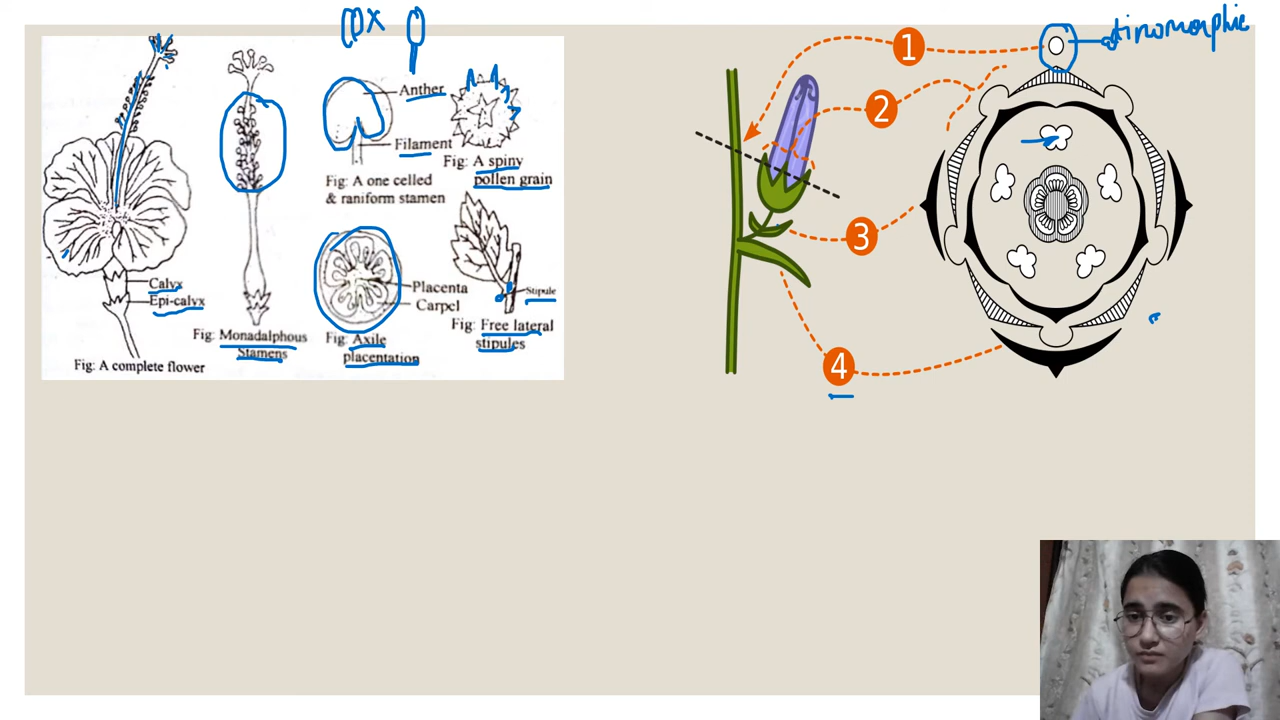 Anther
Filament
Fig: A one celled
& raniform stamen
Fig: A spiny
pollen grain
Calyx
Epi-calyx
Fig: A complete flower
Fig: Monadalphous
Stamens
Placenta
Carpel
Fig: Axile
placentation
Stipule
Fig: Free lateral
stipules
1
2
3
4